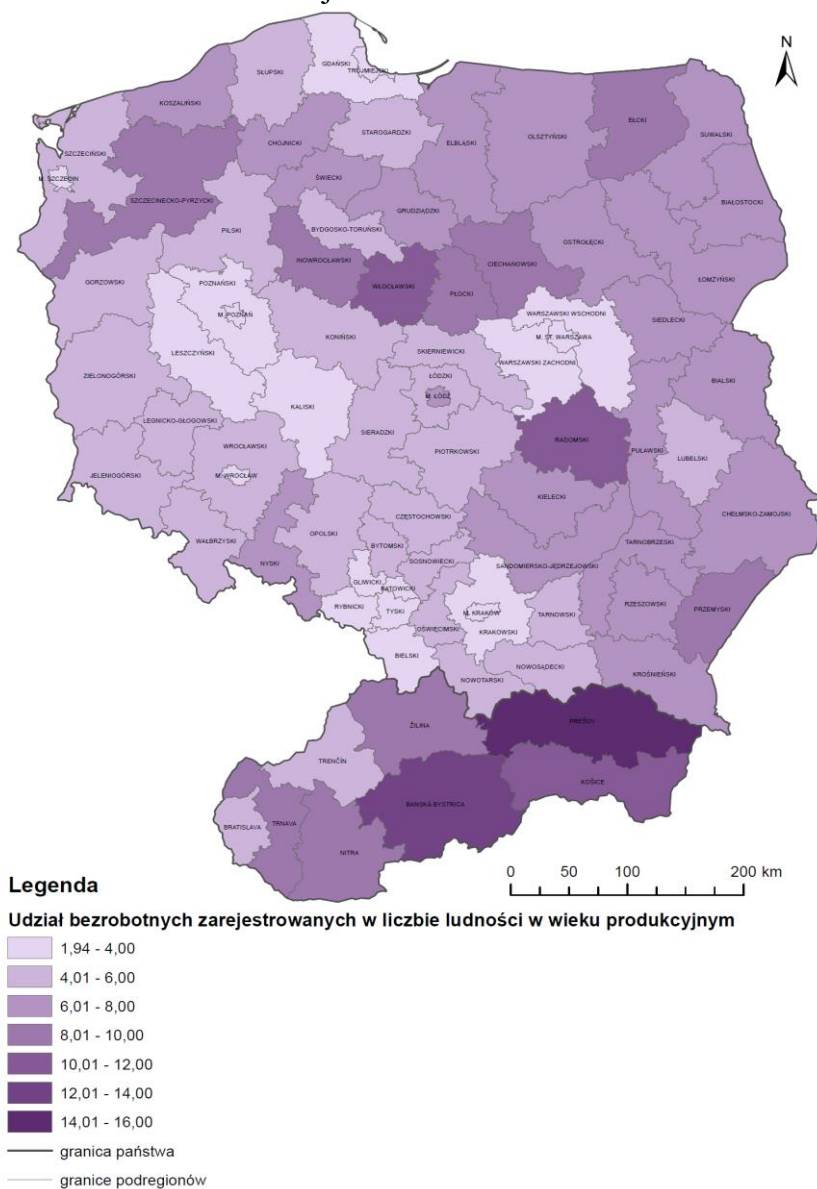 N
GDAŃSKI
TRÓJMIEJSKI
SŁUPSKI
KOSZALIŃSKI
EŁCKI
STAROGARDZKI
OLSZTYŃSKI
SUWALSKI
CHOJNICKI
ELBLĄSKI
SZCZECIŃSKI
M. SZCZECIN
ŚWIECKI
SZCZECINECKO-PYRZYCKI
BIAŁOSTOCKI
GRUDZIĄDZKI
PILSKI
BYDGOSKO-TORUŃSKI
OSTROŁĘCKI
INOWROCŁAWSKI
CIECHANOWSKI
GORZOWSKI
POZNAŃSKI
WŁOCŁAWSKI
PŁOCKI
ŁOMŻYŃSKI
M. POZNAŃ
WARSZAWSKI WSCHODNI
SIEDLECKI
KONIŃSKI
M. ST. WARSZAWA
LESZCZYŃSKI
SKIERNIEWICKI
WARSZAWSKI ZACHODNI
ZIELONOGÓRSKI
ŁÓDZKI
BIALSKI
M. ŁÓDŹ
KALISKI
LEGNICKO-GŁOGOWSKI
SIERADZKI
RADOMSKI
WROCŁAWSKI
PIOTRKOWSKI
PUŁAWSKI
LUBELSKI
JELENIOGÓRSKI
M. WROCŁAW
KIELECKI
CHEŁMSKO-ZAMOJSKI
CZĘSTOCHOWSKI
OPOLSKI
WAŁBRZYSKI
TARNOBRZESKI
BYTOMSKI
NYSKI
SOSNOWIECKI
SANDOMIERSKO-JĘDRZEJOWSKI
GLIWICKI
KATOWICKI
RYBNICKI
TYSKI
M. KRAKÓW
TARNOWSKI
RZESZOWSKI
PRZEMYSKI
OŚWIĘCIMSKI
KRAKOWSKI
BIELSKI
NOWOSĄDECKI
KROŚNIEŃSKI
NOWOTARSKI
PREŠOV
ŽILINA
TRENČÍN
KOŠICE
BANSKÁ BYSTRICA
BRATISLAVA
TRNAVA
NITRA
0 50 100 200 km
Legenda
Udział bezrobotnych zarejestrowanych w liczbie ludności w wieku produkcyjnym
1,94 - 4,00
4,01 - 6,00
6,01 - 8,00
8,01 - 10,00
10,01 - 12,00
12,01 - 14,00
14,01 - 16,00
granica państwa
granice podregionów